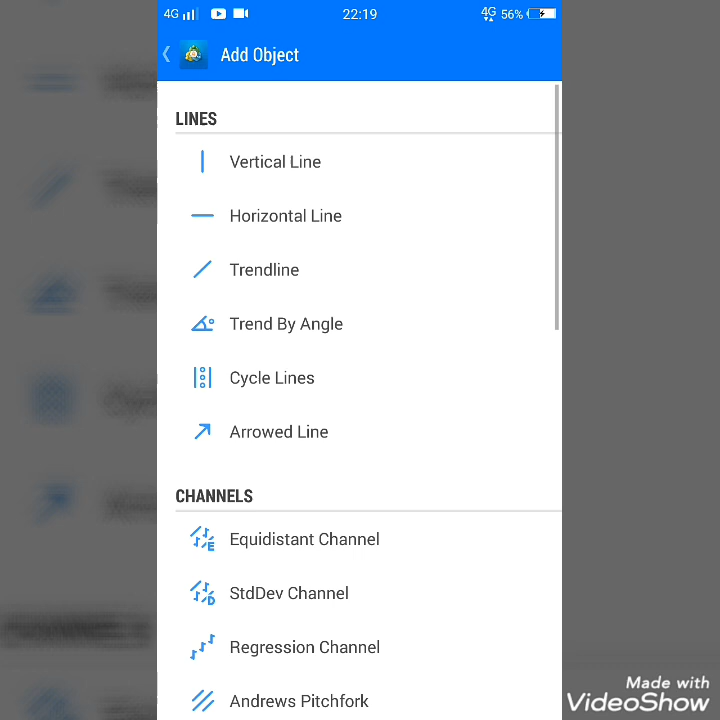 4G 22:19 4G 56%
Add Object
LINES
Vertical Line
Horizontal Line
Trendline
Trend By Angle
Cycle Lines
Arrowed Line
CHANNELS
Equidistant Channel
StdDev Channel
Regression Channel
Andrews Pitchfork
Made with
VideoShow